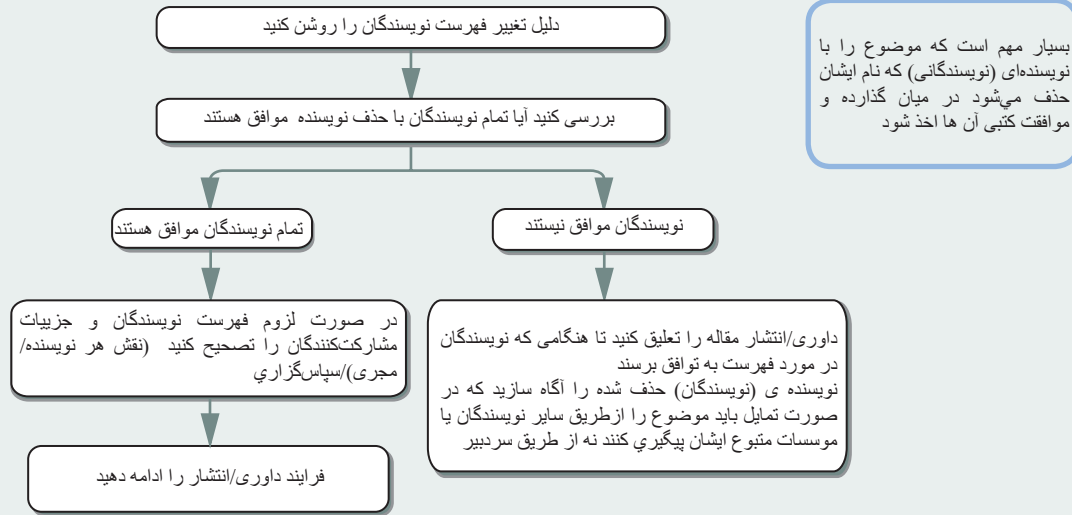 دلیل تغییر فهرست نویسندگان را روشن کنید
بسیار مهم است که موضوع را با
نویسنده‌ای (نویسندگانی) که نام ایشان
حذف مي‌شود در میان گذارده و
موافقت کتبی آن ها اخذ شود
بررسی کنید آیا تمام نویسندگان با حذف نویسنده موافق هستند
نویسندگان موافق نیستند
تمام نویسندگان موافق هستند
داوری/انتشار مقاله را تعلیق کنید تا هنگامی که نویسندگان
در مورد فهرست به توافق برسند
نویسنده ی (نویسندگان) حذف شده را آگاه سازید که در
صورت تمایل باید موضوع را ازطریق سایر نویسندگان یا
موسسات متبوع ایشان پیگیري کنند نه از طریق سردبیر
در صورت لزوم فهرست نویسندگان و جزییات
مشارکت‌کنندگان را تصحیح کنید (نقش هر نویسنده/
مجری)/سپاس‌گزاري
فرایند داوری/انتشار را ادامه دهید